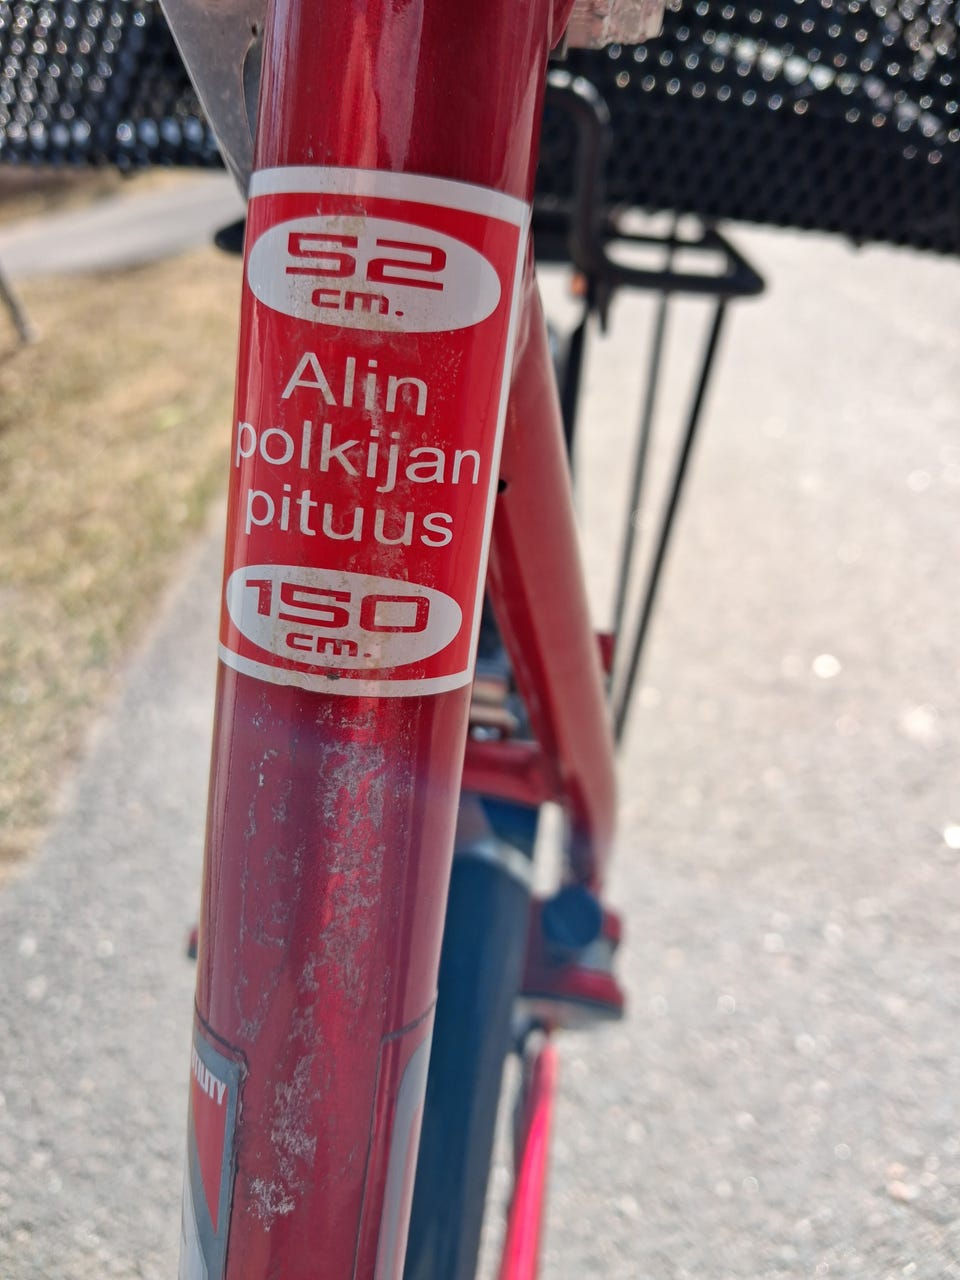 52
cm.
Alin
polkijan
pituus
150
cm.